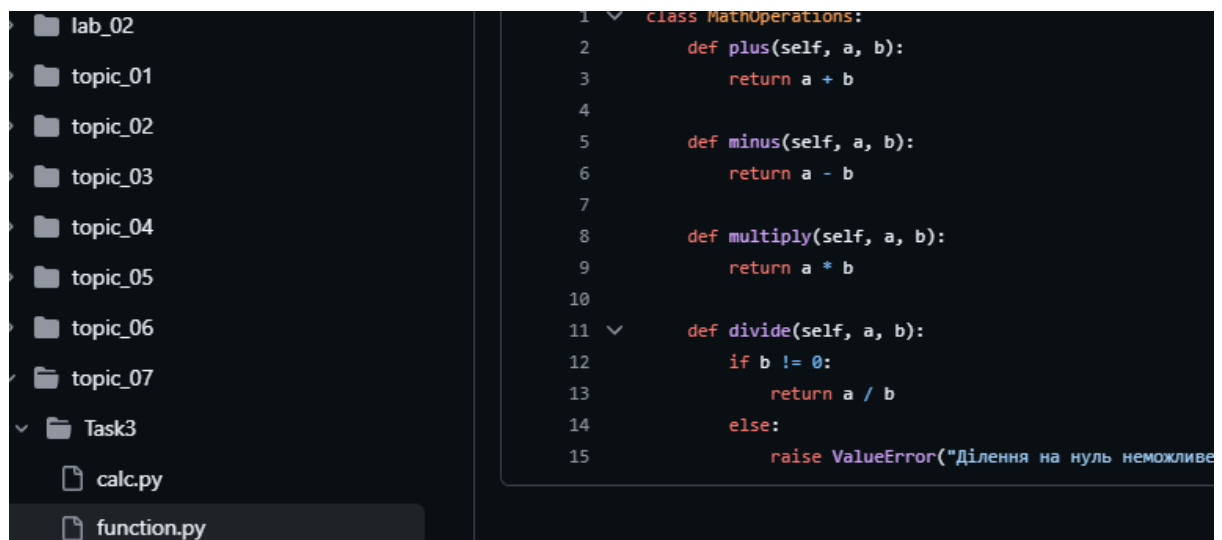 lab_02
topic_01
topic_02
topic_03
topic_04
topic_05
topic_06
topic_07
Task3
calc.py
function.py
1 class MathOperations:
2 def plus(self, a, b):
3 return a + b
4
5 def minus(self, a, b):
6 return a - b
7
8 def multiply(self, a, b):
9 return a * b
10
11 def divide(self, a, b):
12 if b != 0:
13 return a / b
14 else:
15 raise ValueError("Ділення на нуль неможливе